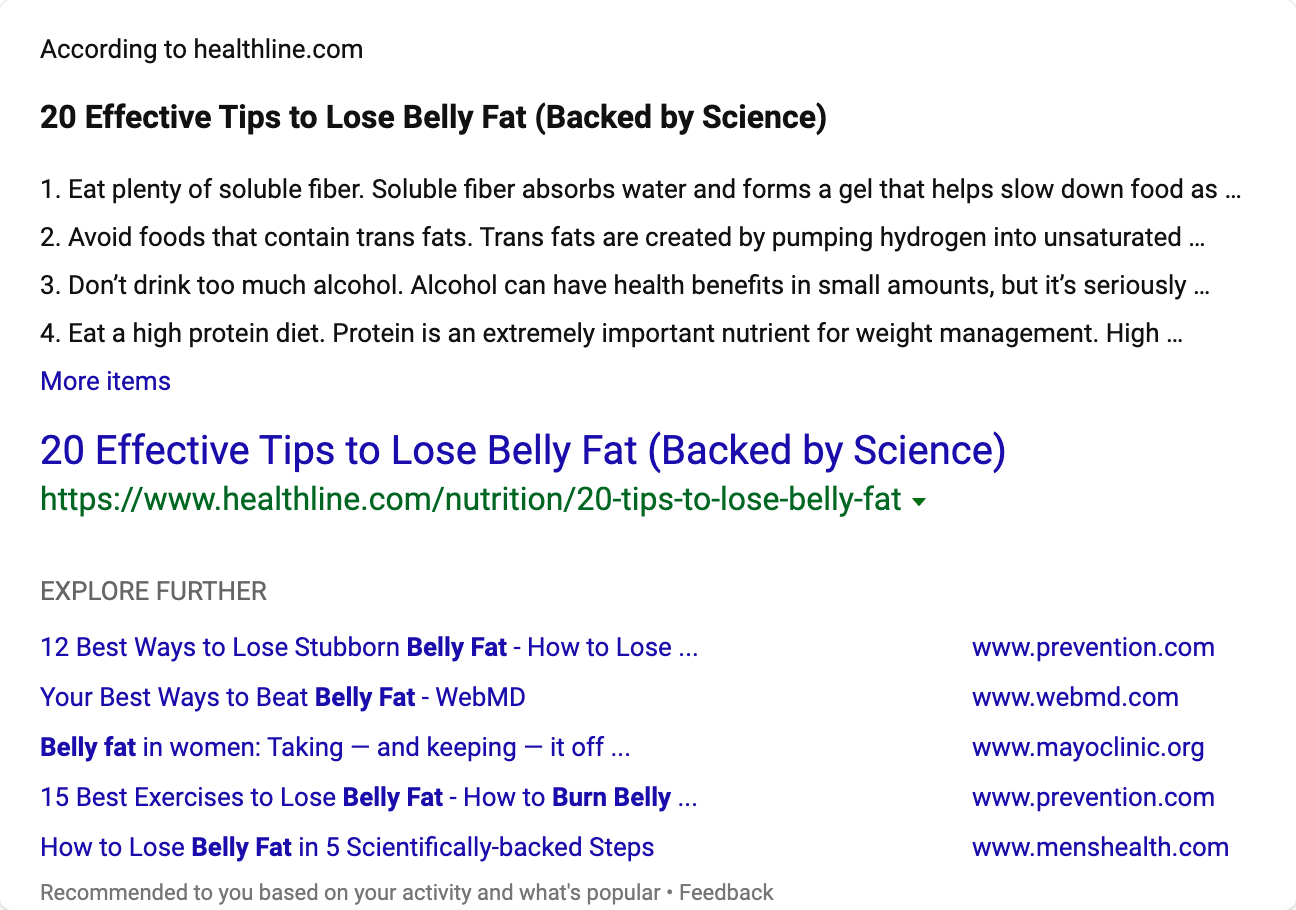 According to healthline.com
20 Effective Tips to Lose Belly Fat (Backed by Science)
1. Eat plenty of soluble fiber. Soluble fiber absorbs water and forms a gel that helps slow down food as ...
2. Avoid foods that contain trans fats. Trans fats are created by pumping hydrogen into unsaturated ...
3. Don’t drink too much alcohol. Alcohol can have health benefits in small amounts, but it’s seriously ...
4. Eat a high protein diet. Protein is an extremely important nutrient for weight management. High ...
More items
20 Effective Tips to Lose Belly Fat (Backed by Science)
https://www.healthline.com/nutrition/20-tips-to-lose-belly-fat
EXPLORE FURTHER
12 Best Ways to Lose Stubborn Belly Fat - How to Lose ... www.prevention.com
Your Best Ways to Beat Belly Fat - WebMD www.webmd.com
Belly fat in women: Taking — and keeping — it off ... www.mayoclinic.org
15 Best Exercises to Lose Belly Fat - How to Burn Belly ... www.prevention.com
How to Lose Belly Fat in 5 Scientifically-backed Steps www.menshealth.com
Recommended to you based on your activity and what's popular • Feedback